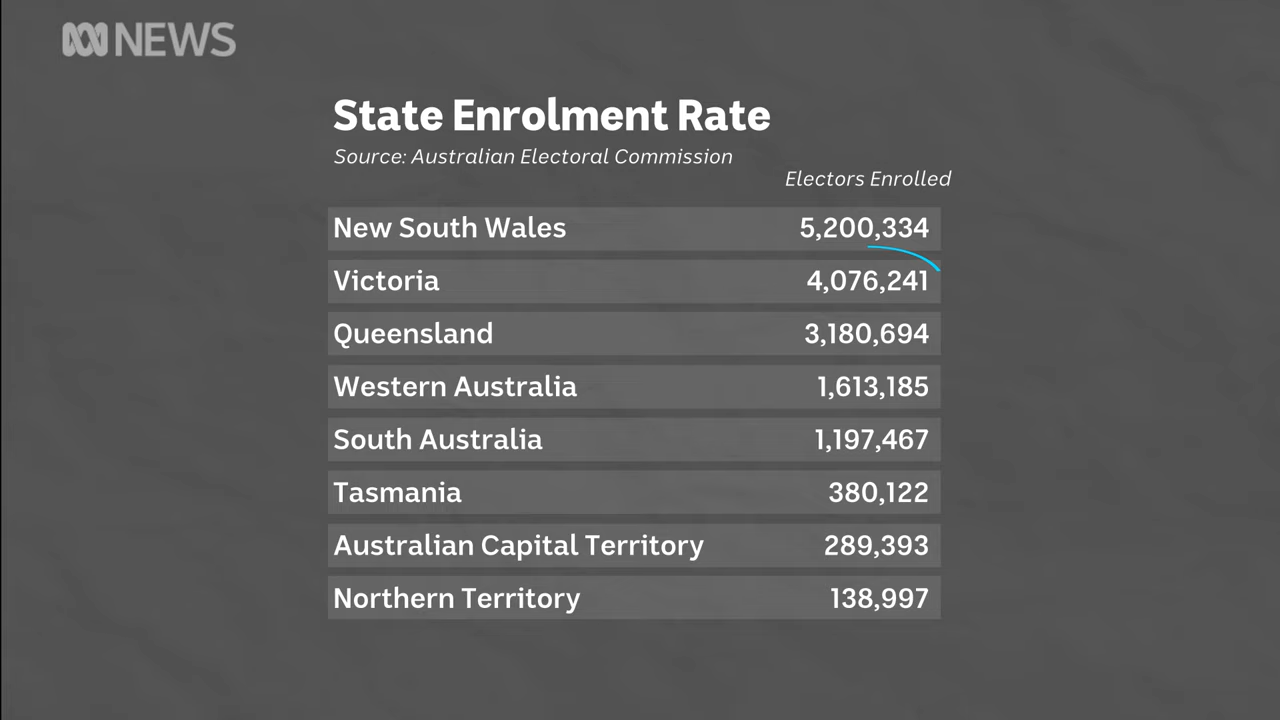 NEWS
State Enrolment Rate
Source: Australian Electoral Commission
Electors Enrolled
New South Wales 5,200,334
Victoria 4,076,241
Queensland 3,180,694
Western Australia 1,613,185
South Australia 1,197,467
Tasmania 380,122
Australian Capital Territory 289,393
Northern Territory 138,997